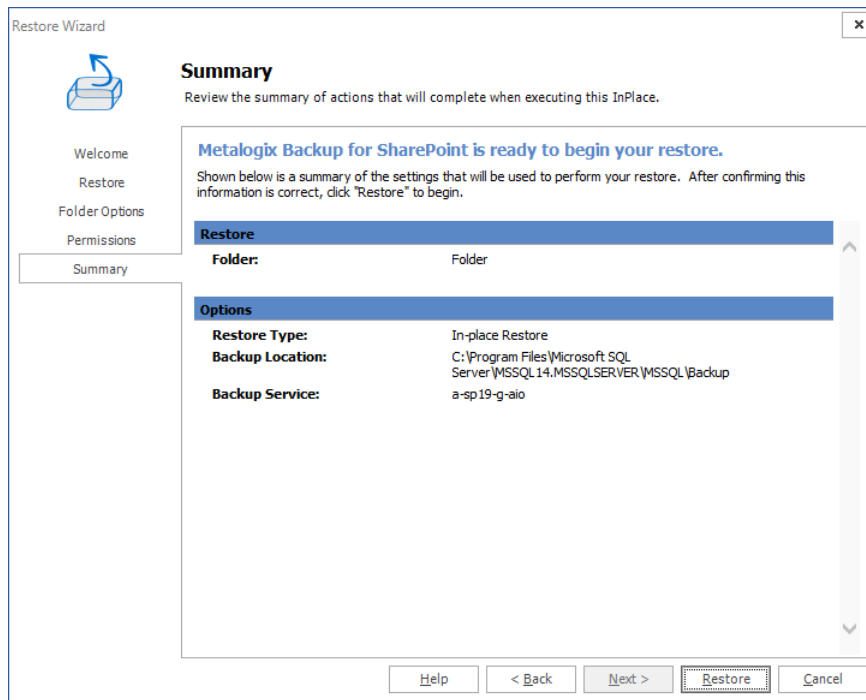 Restore Wizard
Summary
Review the summary of actions that will complete when executing this InPlace.
Welcome
Restore
Folder Options
Permissions
Summary
Metalogix Backup for SharePoint is ready to begin your restore.
Shown below is a summary of the settings that will be used to perform your restore.  After confirming this
information is correct, click "Restore" to begin.
Restore
Folder: Folder
Options
Restore Type: In-place Restore
Backup Location: C:\Program Files\Microsoft SQL
Server\MSSQL14.MSSQLSERVER\MSSQL\Backup
Backup Service: a-sp19-g-aio
Help < Back Next > Restore Cancel